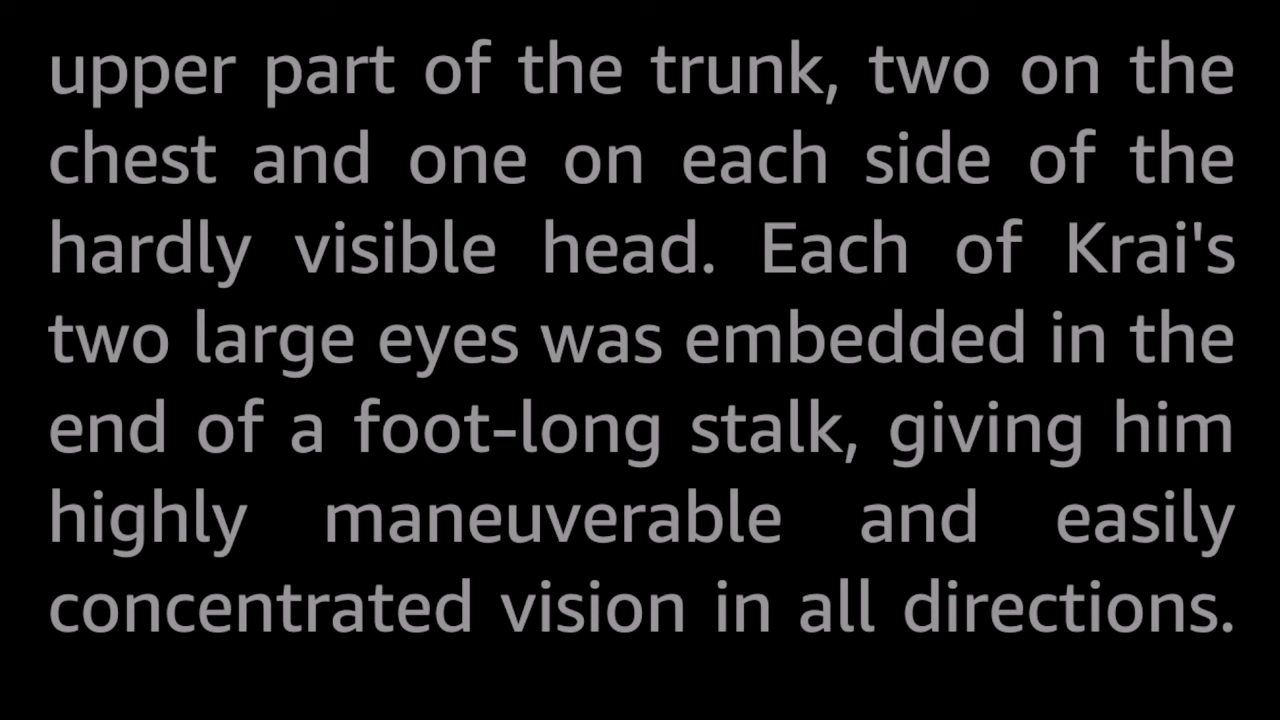 upper part of the trunk, two on the
chest and one on each side of the
hardly visible head. Each of Krai's
two large eyes was embedded in the
end of a foot-long stalk, giving him
highly maneuverable and easily
concentrated vision in all directions.